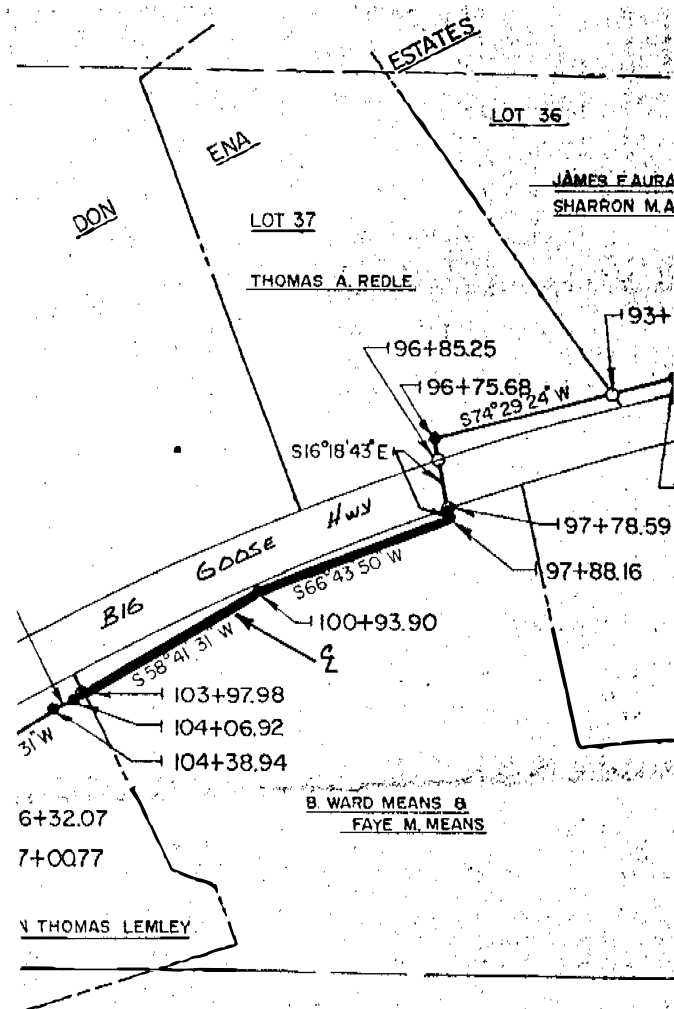 ESTATES
LOT 36
ENA
JAMES F AURA
SHARRON M. A
DON
LOT 37
THOMAS A. REDLE
93+
96+85.25
96+75.68
S74°29'24" W
S16°18'43" E
97+78.59
BIG GOOSE HWY
97+88.16
S66°43'50" W
100+93.90
S58°41'31" W
℄
103+97.98
104+06.92
31" W
104+38.94
B. WARD MEANS &
FAYE M. MEANS
6+32.07
7+00.77
N THOMAS LEMLEY